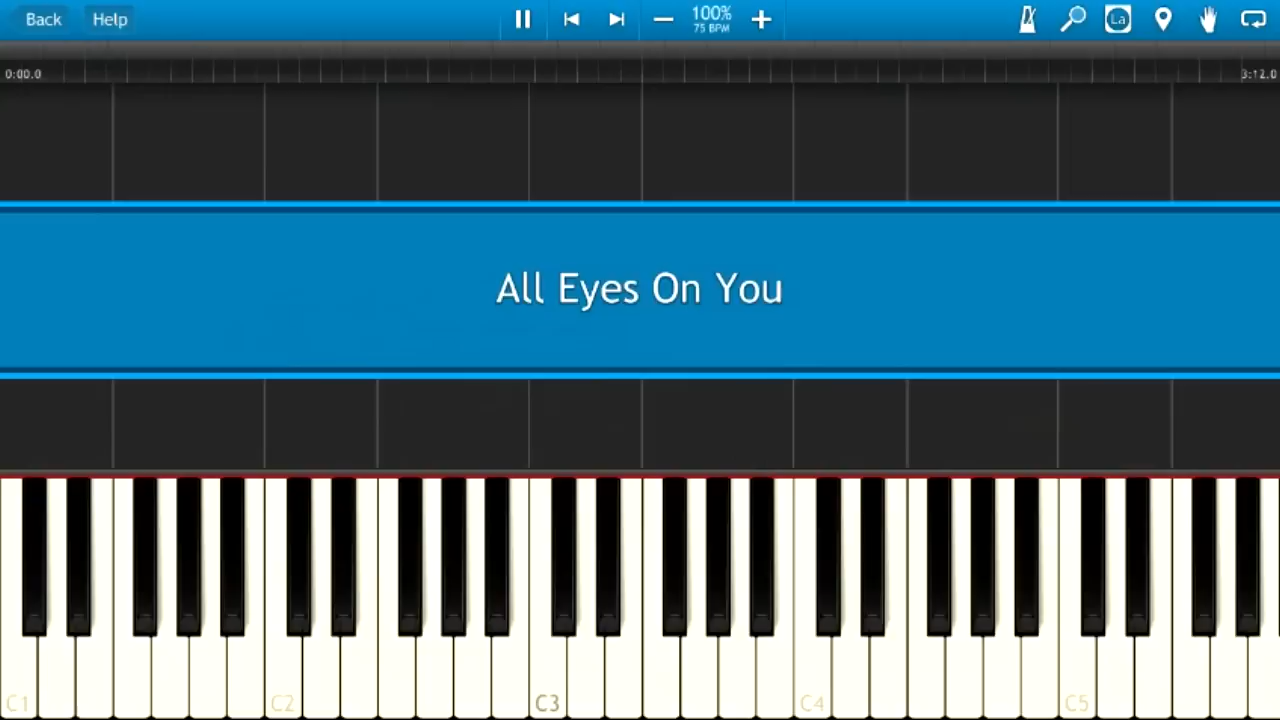 Back Help 100%
75 BPM
La
0:00.0 3:12.0
All Eyes On You
C1 C2 C3 C4 C5